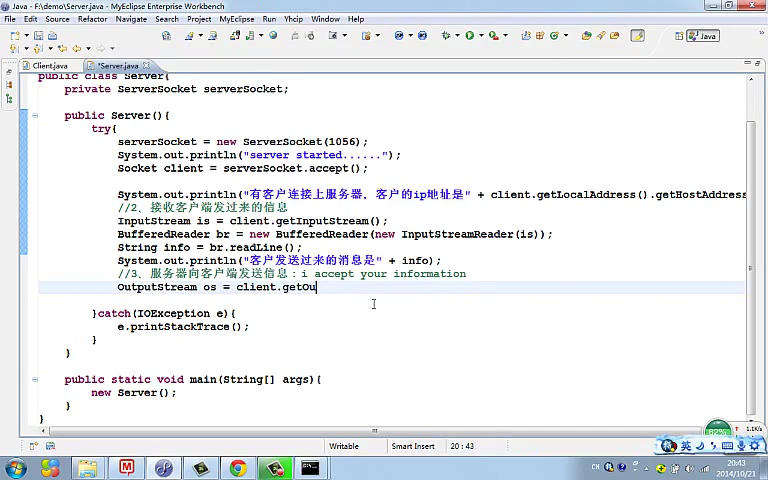 Java - F:\demo\Server.java - MyEclipse Enterprise Workbench
File Edit Source Refactor Navigate Search Project MyEclipse Run Yhcip Window Help
Java
Client.java *Server.java
public class Server{
private ServerSocket serverSocket;
public Server(){
try{
serverSocket = new ServerSocket(1056);
System.out.println("server started......");
Socket client = serverSocket.accept();
System.out.println("有客户连接上服务器，客户的ip地址是" + client.getLocalAddress().getHostAddress
//2、接收客户端发过来的信息
InputStream is = client.getInputStream();
BufferedReader br = new BufferedReader(new InputStreamReader(is));
String info = br.readLine();
System.out.println("客户发送过来的消息是" + info);
//3、服务器向客户端发送信息：i accept your information
OutputStream os = client.getOu
}catch(IOException e){
e.printStackTrace();
}
}
public static void main(String[] args){
new Server();
}
}
82% 1.1K/s
Writable Smart Insert 20 : 43
英
CH 20:43
2014/10/21